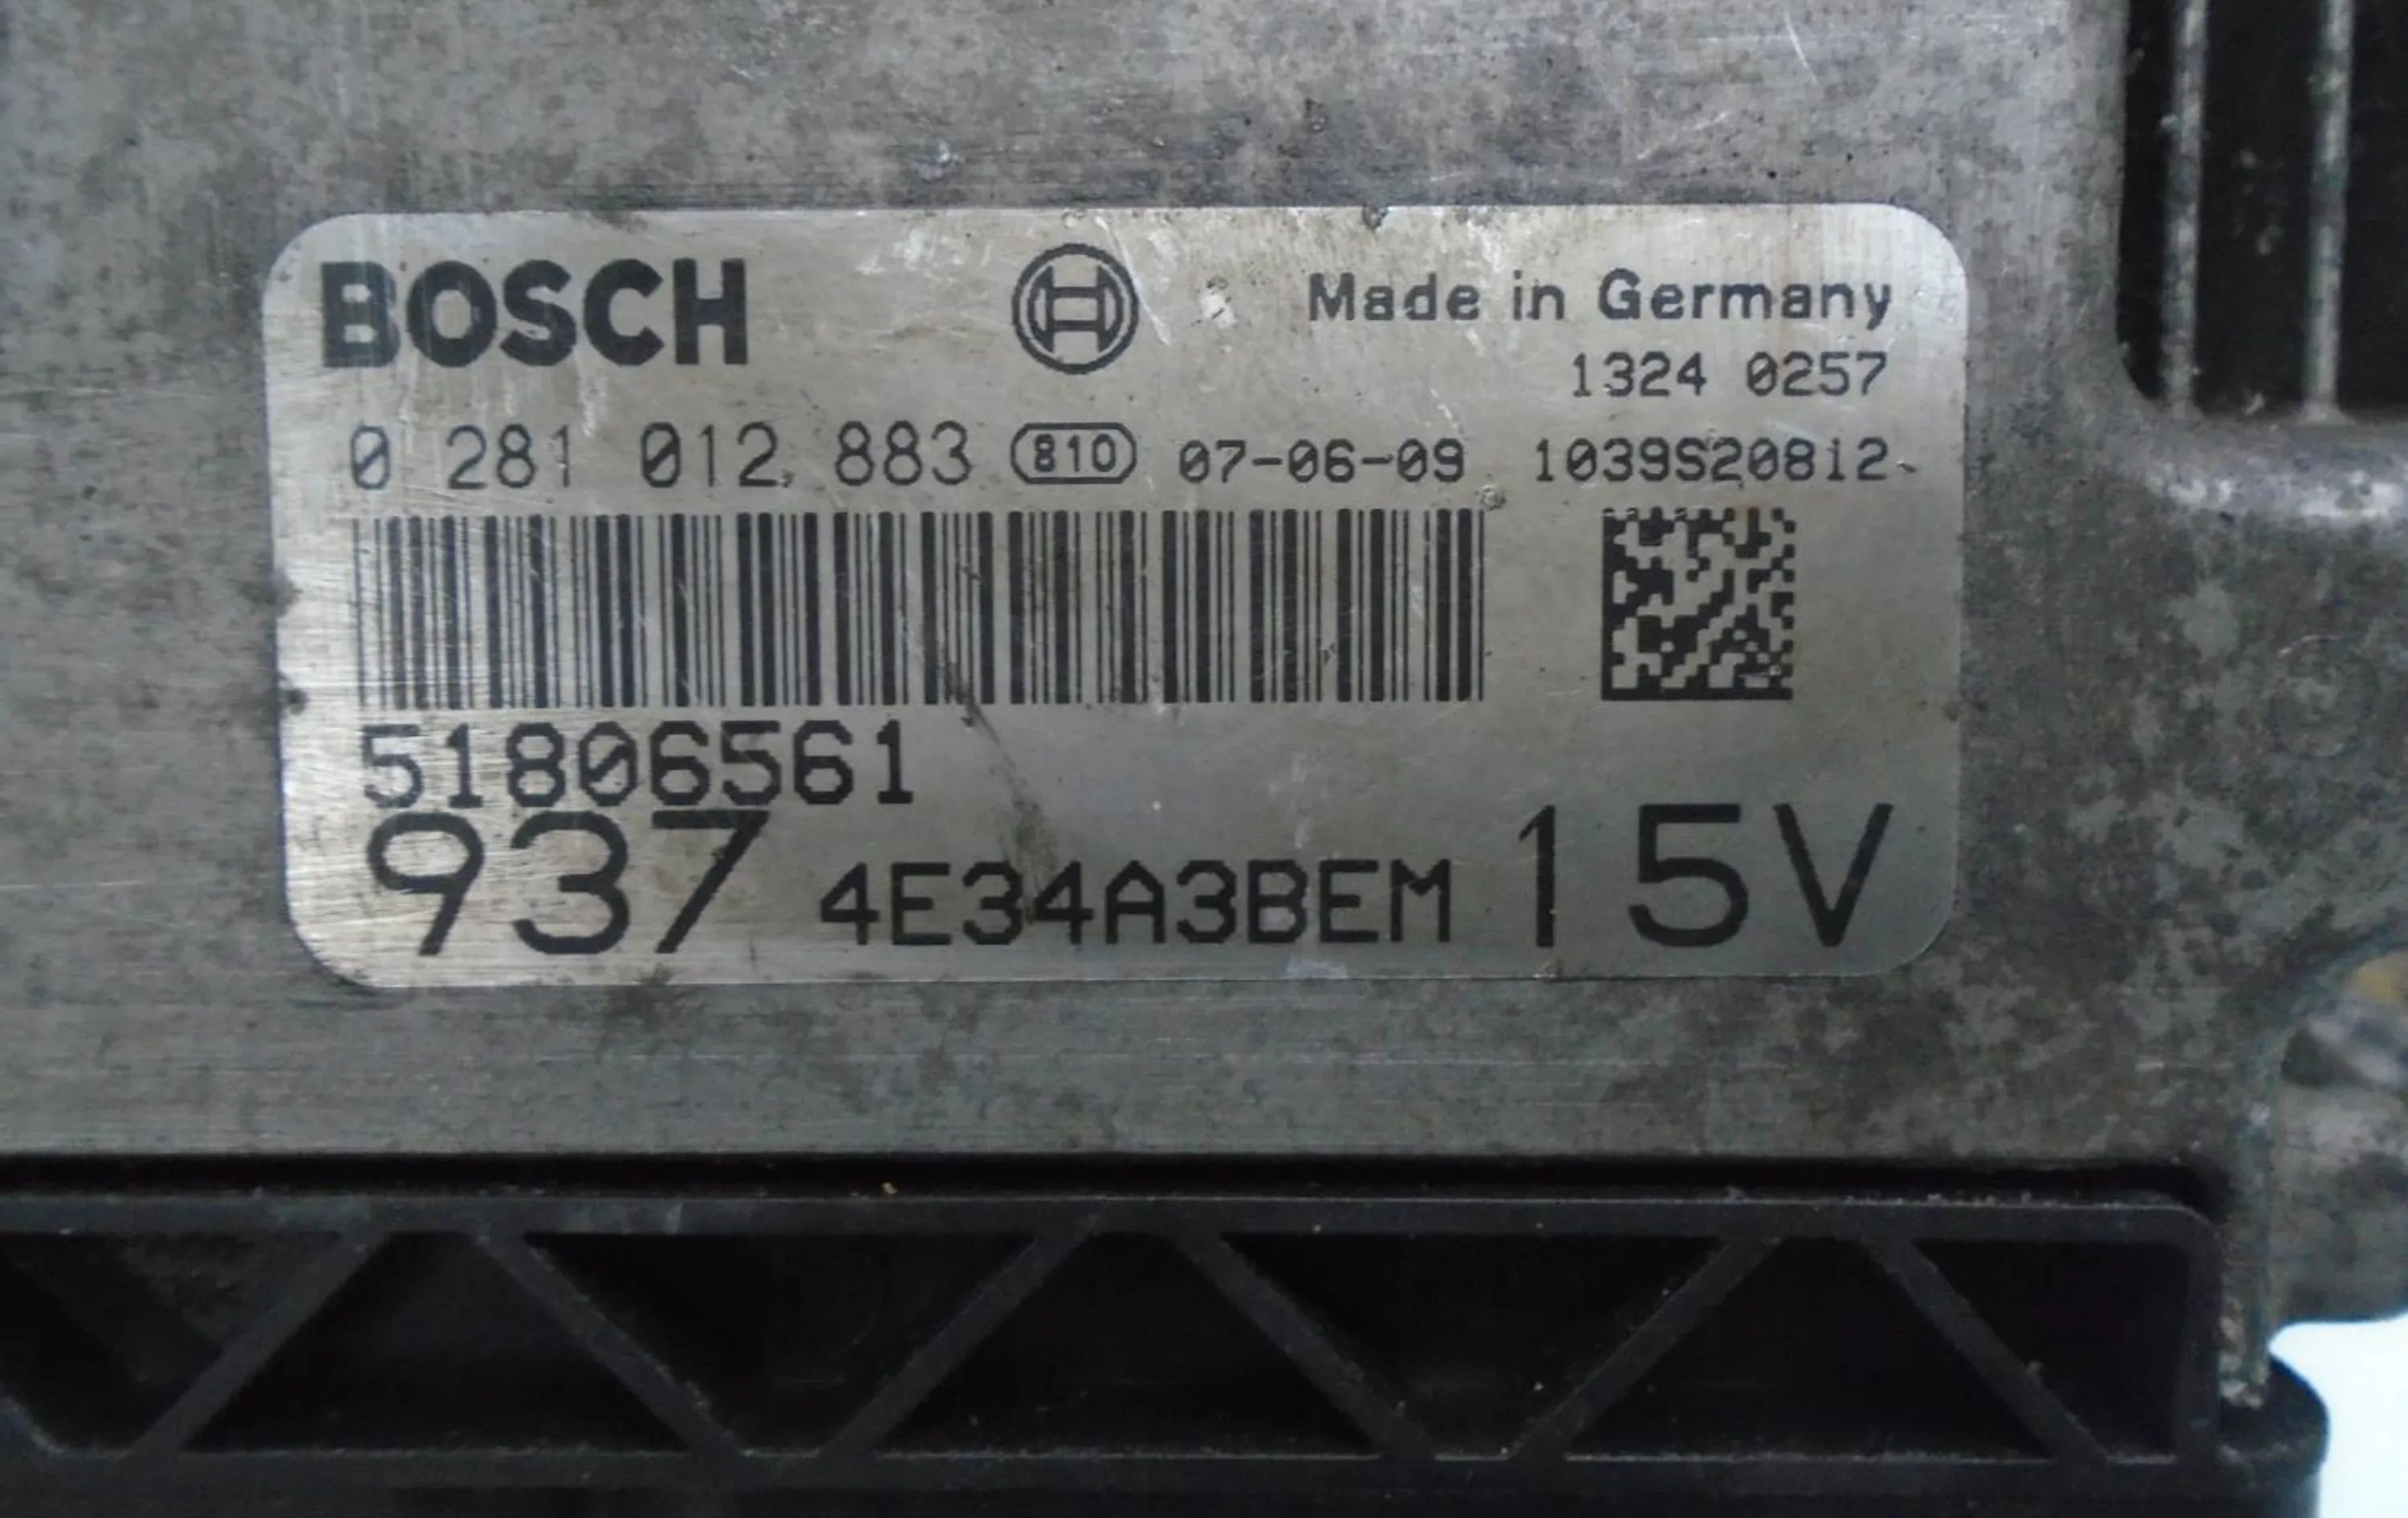 BOSCH Made in Germany
1324 0257
0 281 012 883 810 07-06-09 1039S20812
51806561
937 4E34A3BEM 15V